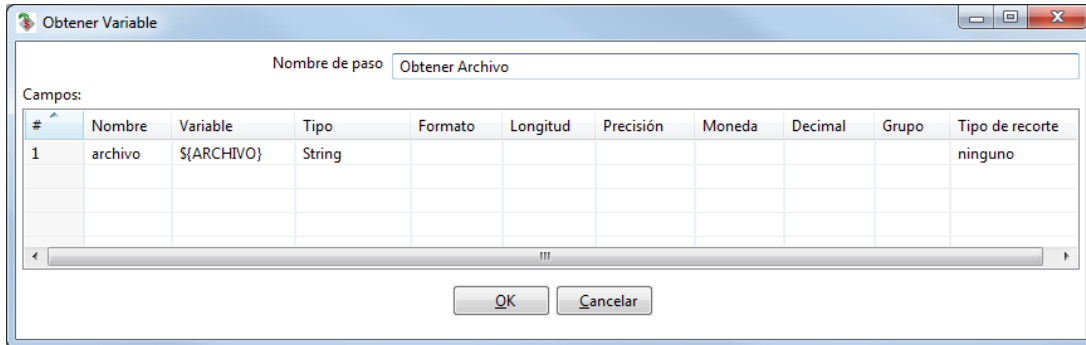 Obtener Variable
Nombre de paso Obtener Archivo
Campos:
# Nombre Variable Tipo Formato Longitud Precisión Moneda Decimal Grupo Tipo de recorte
1 archivo ${ARCHIVO} String ninguno
OK Cancelar